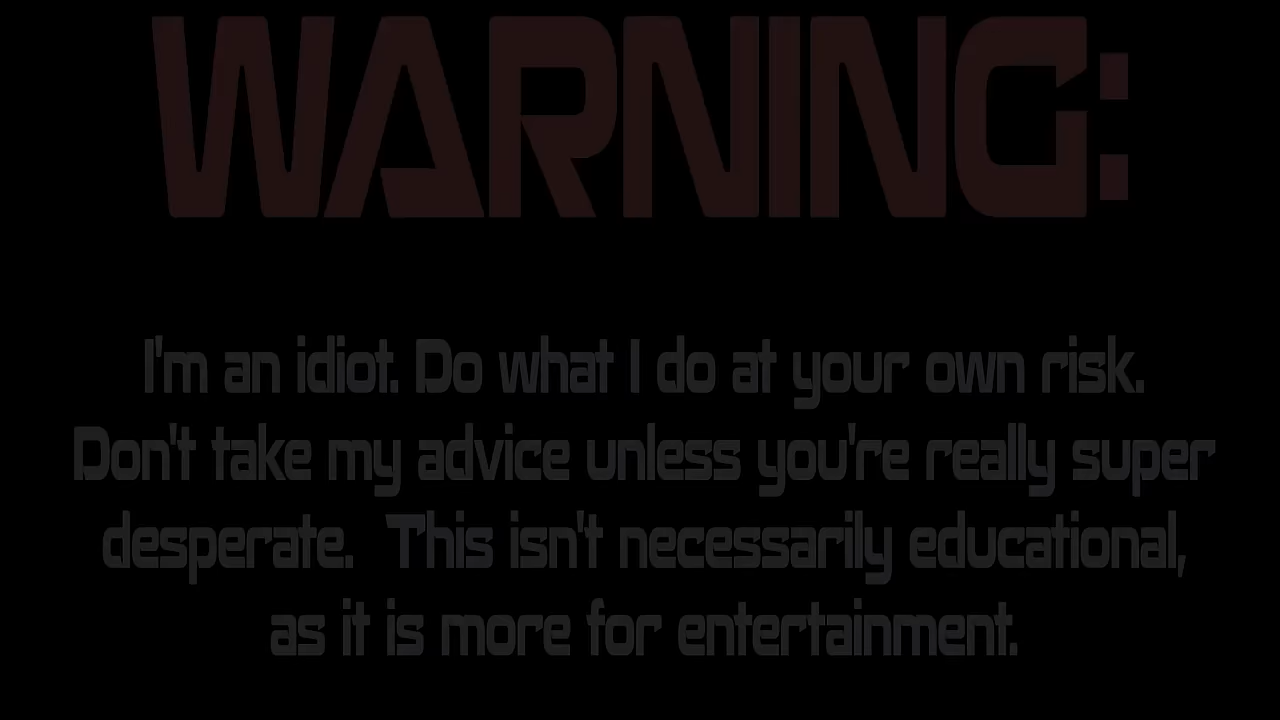 WARNING:
I'm an idiot. Do what I do at your own risk.
Don't take my advice unless you're really super
desperate.  This isn't necessarily educational,
as it is more for entertainment.